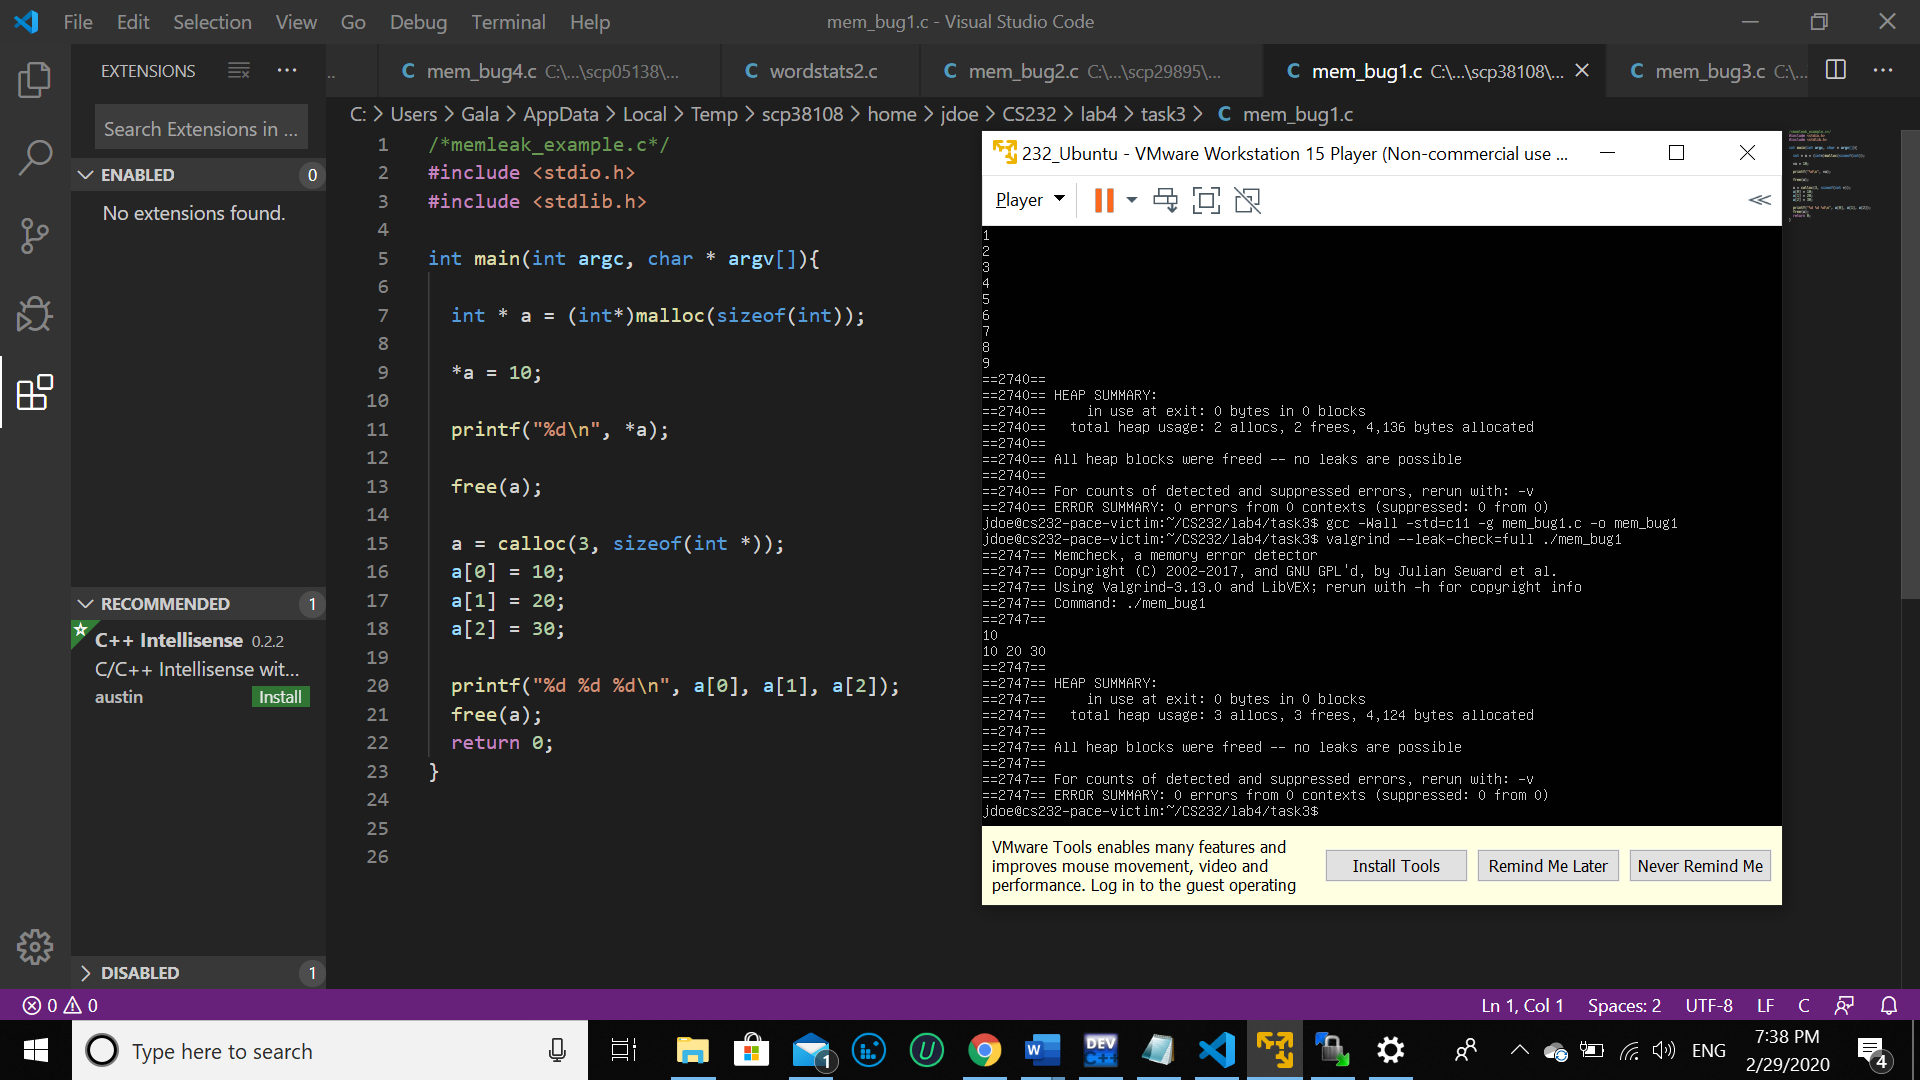 File Edit Selection View Go Debug Terminal Help
mem_bug1.c - Visual Studio Code
EXTENSIONS
Search Extensions in ...
ENABLED 0
No extensions found.
RECOMMENDED 1
C++ Intellisense 0.2.2
C/C++ Intellisense wit...
austin Install
DISABLED 1
.. C mem_bug4.c C:\...\scp05138\... C wordstats2.c C mem_bug2.c C:\...\scp29895\... C mem_bug1.c C:\...\scp38108\... C mem_bug3.c C:\...
C: > Users > Gala > AppData > Local > Temp > scp38108 > home > jdoe > CS232 > lab4 > task3 > C mem_bug1.c
1 /*memleak_example.c*/
2 #include <stdio.h>
3 #include <stdlib.h>
4
5 int main(int argc, char * argv[]){
6
7 int * a = (int*)malloc(sizeof(int));
8
9 *a = 10;
10
11 printf("%d\n", *a);
12
13 free(a);
14
15 a = calloc(3, sizeof(int *));
16 a[0] = 10;
17 a[1] = 20;
18 a[2] = 30;
19
20 printf("%d %d %d\n", a[0], a[1], a[2]);
21 free(a);
22 return 0;
23 }
24
25
26
232_Ubuntu - VMware Workstation 15 Player (Non-commercial use ...
Player
1
2
3
4
5
6
7
8
9
==2740==
==2740== HEAP SUMMARY:
==2740== in use at exit: 0 bytes in 0 blocks
==2740== total heap usage: 2 allocs, 2 frees, 4,136 bytes allocated
==2740==
==2740== All heap blocks were freed -- no leaks are possible
==2740==
==2740== For counts of detected and suppressed errors, rerun with: -v
==2740== ERROR SUMMARY: 0 errors from 0 contexts (suppressed: 0 from 0)
jdoe@cs232-pace-victim:~/CS232/lab4/task3$ gcc -Wall -std=c11 -g mem_bug1.c -o mem_bug1
jdoe@cs232-pace-victim:~/CS232/lab4/task3$ valgrind --leak-check=full ./mem_bug1
==2747== Memcheck, a memory error detector
==2747== Copyright (C) 2002-2017, and GNU GPL'd, by Julian Seward et al.
==2747== Using Valgrind-3.13.0 and LibVEX; rerun with -h for copyright info
==2747== Command: ./mem_bug1
==2747==
10
10 20 30
==2747==
==2747== HEAP SUMMARY:
==2747== in use at exit: 0 bytes in 0 blocks
==2747== total heap usage: 3 allocs, 3 frees, 4,124 bytes allocated
==2747==
==2747== All heap blocks were freed -- no leaks are possible
==2747==
==2747== For counts of detected and suppressed errors, rerun with: -v
==2747== ERROR SUMMARY: 0 errors from 0 contexts (suppressed: 0 from 0)
jdoe@cs232-pace-victim:~/CS232/lab4/task3$
VMware Tools enables many features and
improves mouse movement, video and
performance. Log in to the guest operating
Install Tools Remind Me Later Never Remind Me
0 0
Ln 1, Col 1 Spaces: 2 UTF-8 LF C
Type here to search
1
U
W
DEV C++
ENG
7:38 PM
2/29/2020
4